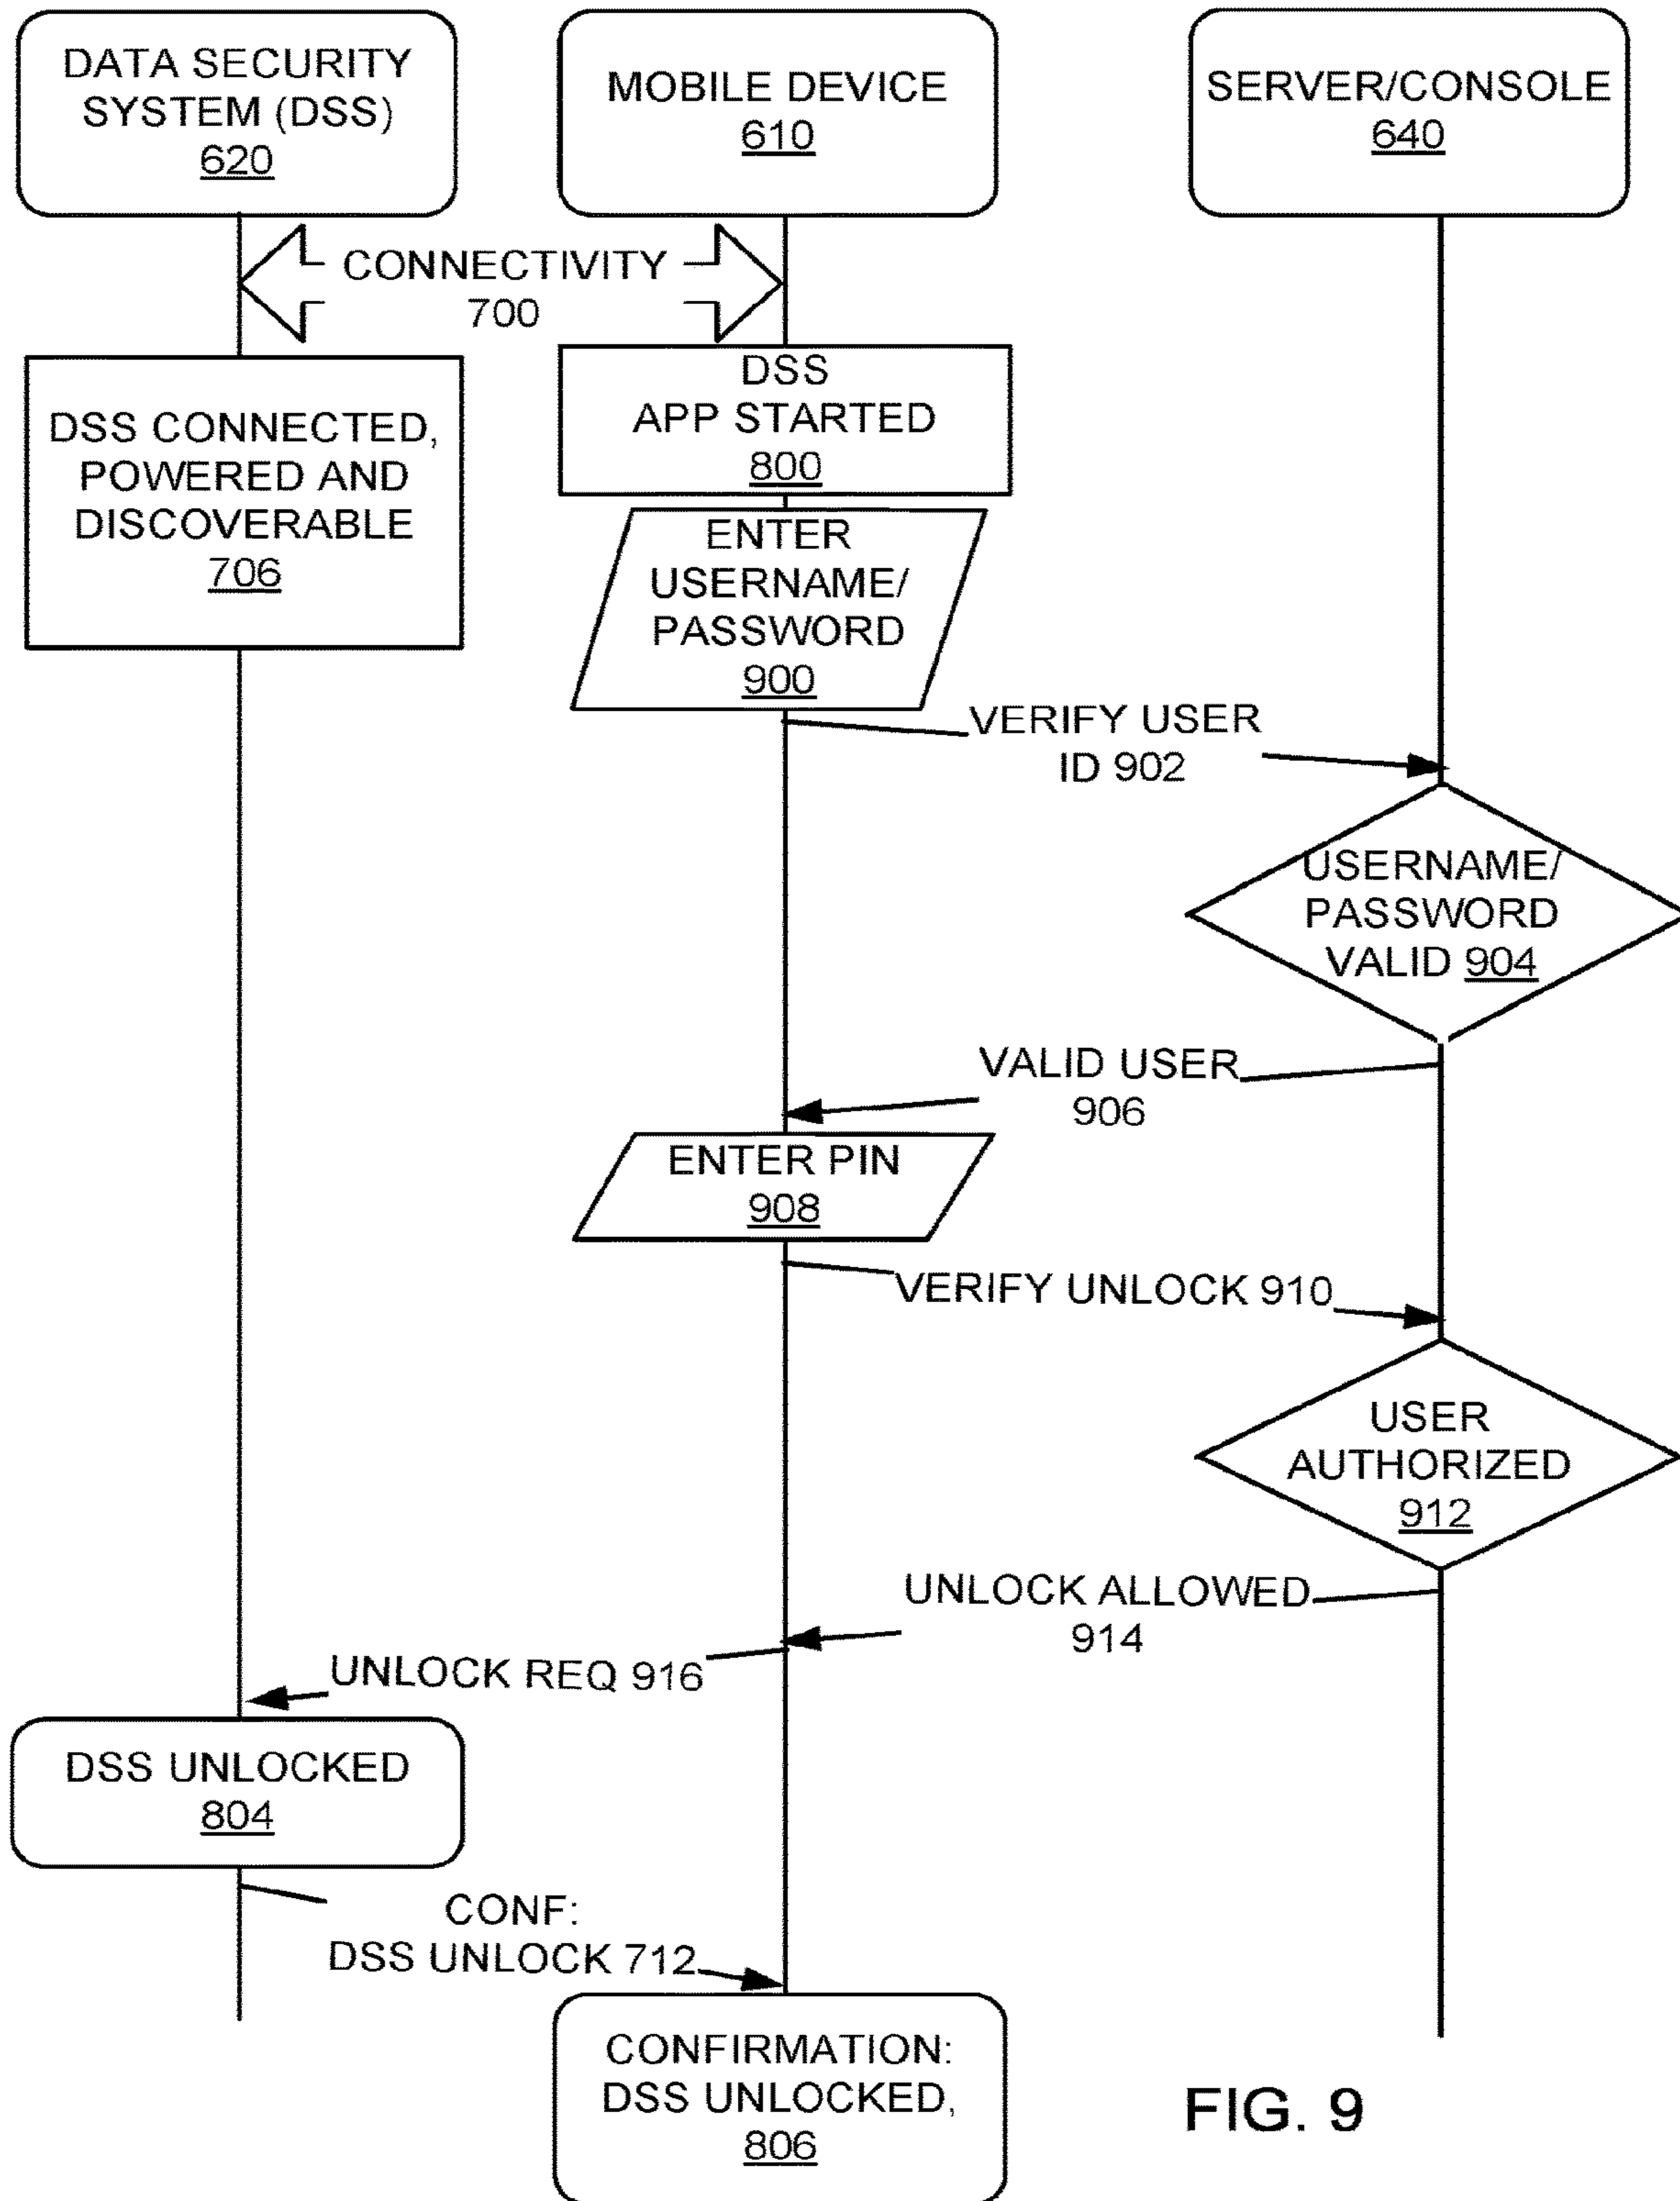 DATA SECURITY
SYSTEM (DSS)
620
MOBILE DEVICE
610
SERVER/CONSOLE
640
CONNECTIVITY
700
DSS CONNECTED,
POWERED AND
DISCOVERABLE
706
DSS
APP STARTED
800
ENTER
USERNAME/
PASSWORD
900
VERIFY USER
ID 902
USERNAME/
PASSWORD
VALID 904
VALID USER
906
ENTER PIN
908
VERIFY UNLOCK 910
USER
AUTHORIZED
912
UNLOCK ALLOWED
914
UNLOCK REQ 916
DSS UNLOCKED
804
CONF:
DSS UNLOCK 712
CONFIRMATION:
DSS UNLOCKED,
806
FIG. 9